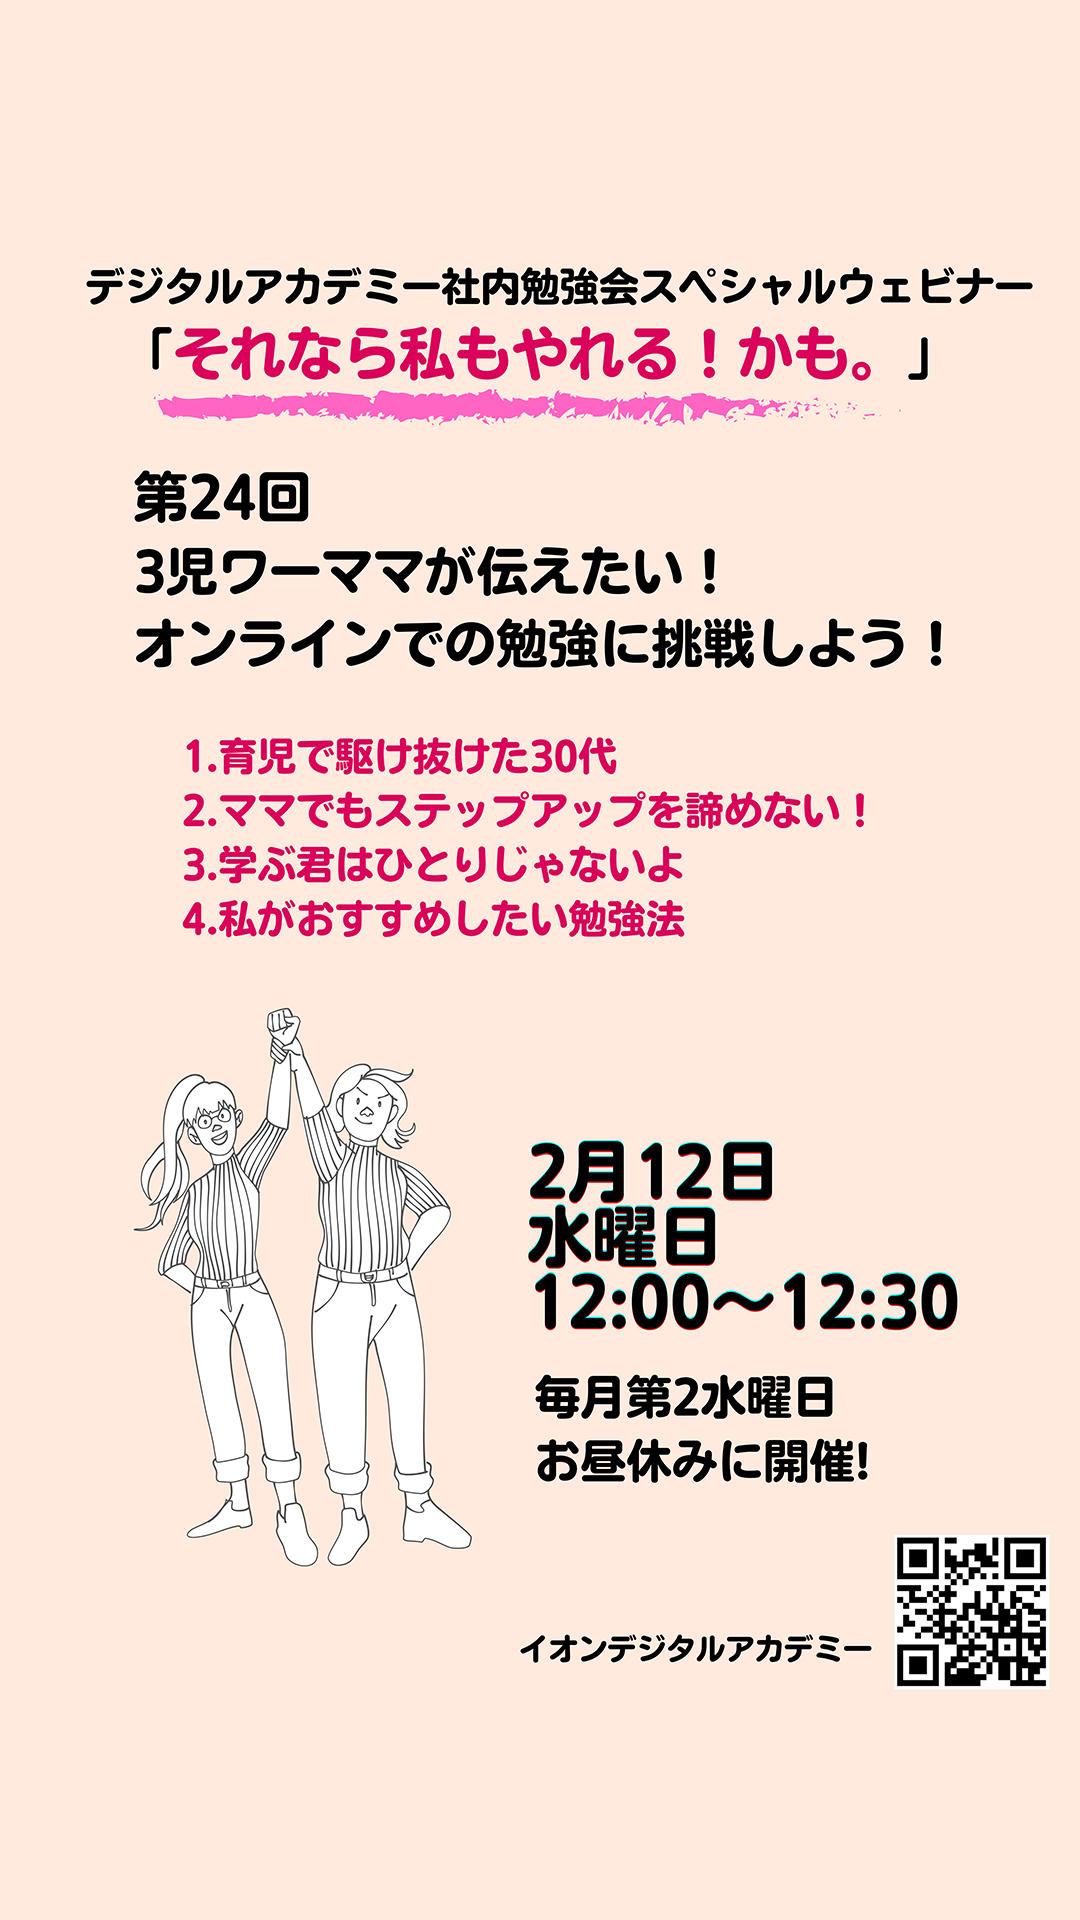 デジタルアカデミー社内勉強会スペシャルウェビナー
「それなら私もやれる！かも。」
第24回
3児ワーママが伝えたい！
オンラインでの勉強に挑戦しよう！
1.育児で駆け抜けた30代
2.ママでもステップアップを諦めない！
3.学ぶ君はひとりじゃないよ
4.私がおすすめしたい勉強法
2月12日
水曜日
12:00〜12:30
毎月第2水曜日
お昼休みに開催!
イオンデジタルアカデミー